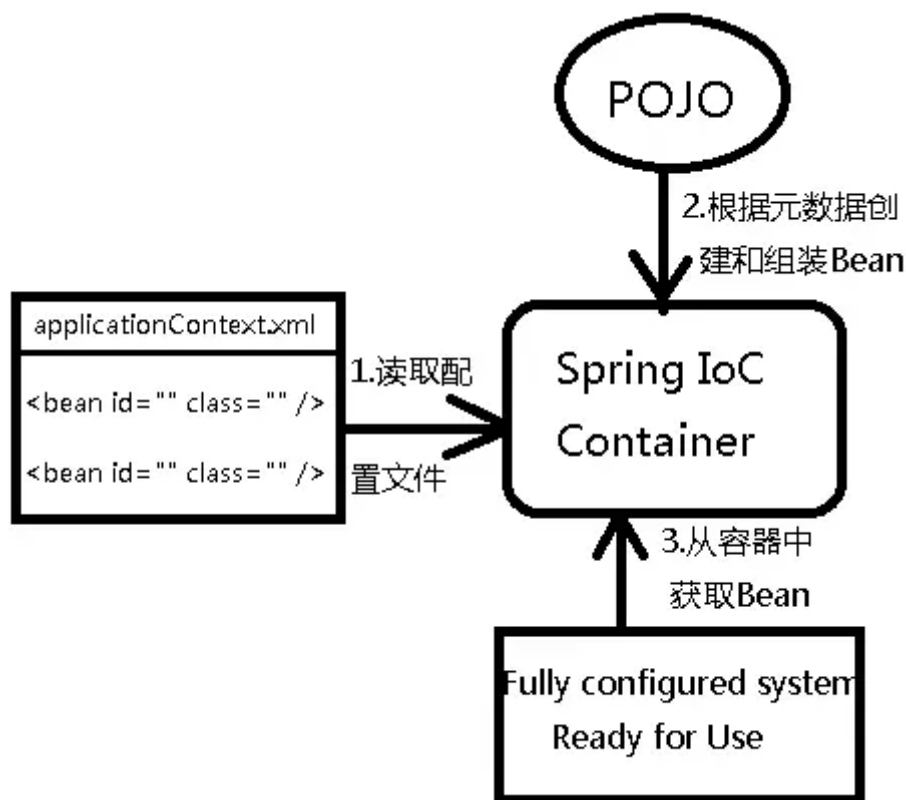 POJO
2.根据元数据创
建和组装Bean
applicationContext.xml
<bean id="" class="" />
<bean id="" class="" />
1.读取配
置文件
Spring IoC
Container
3.从容器中
获取Bean
Fully configured system
Ready for Use